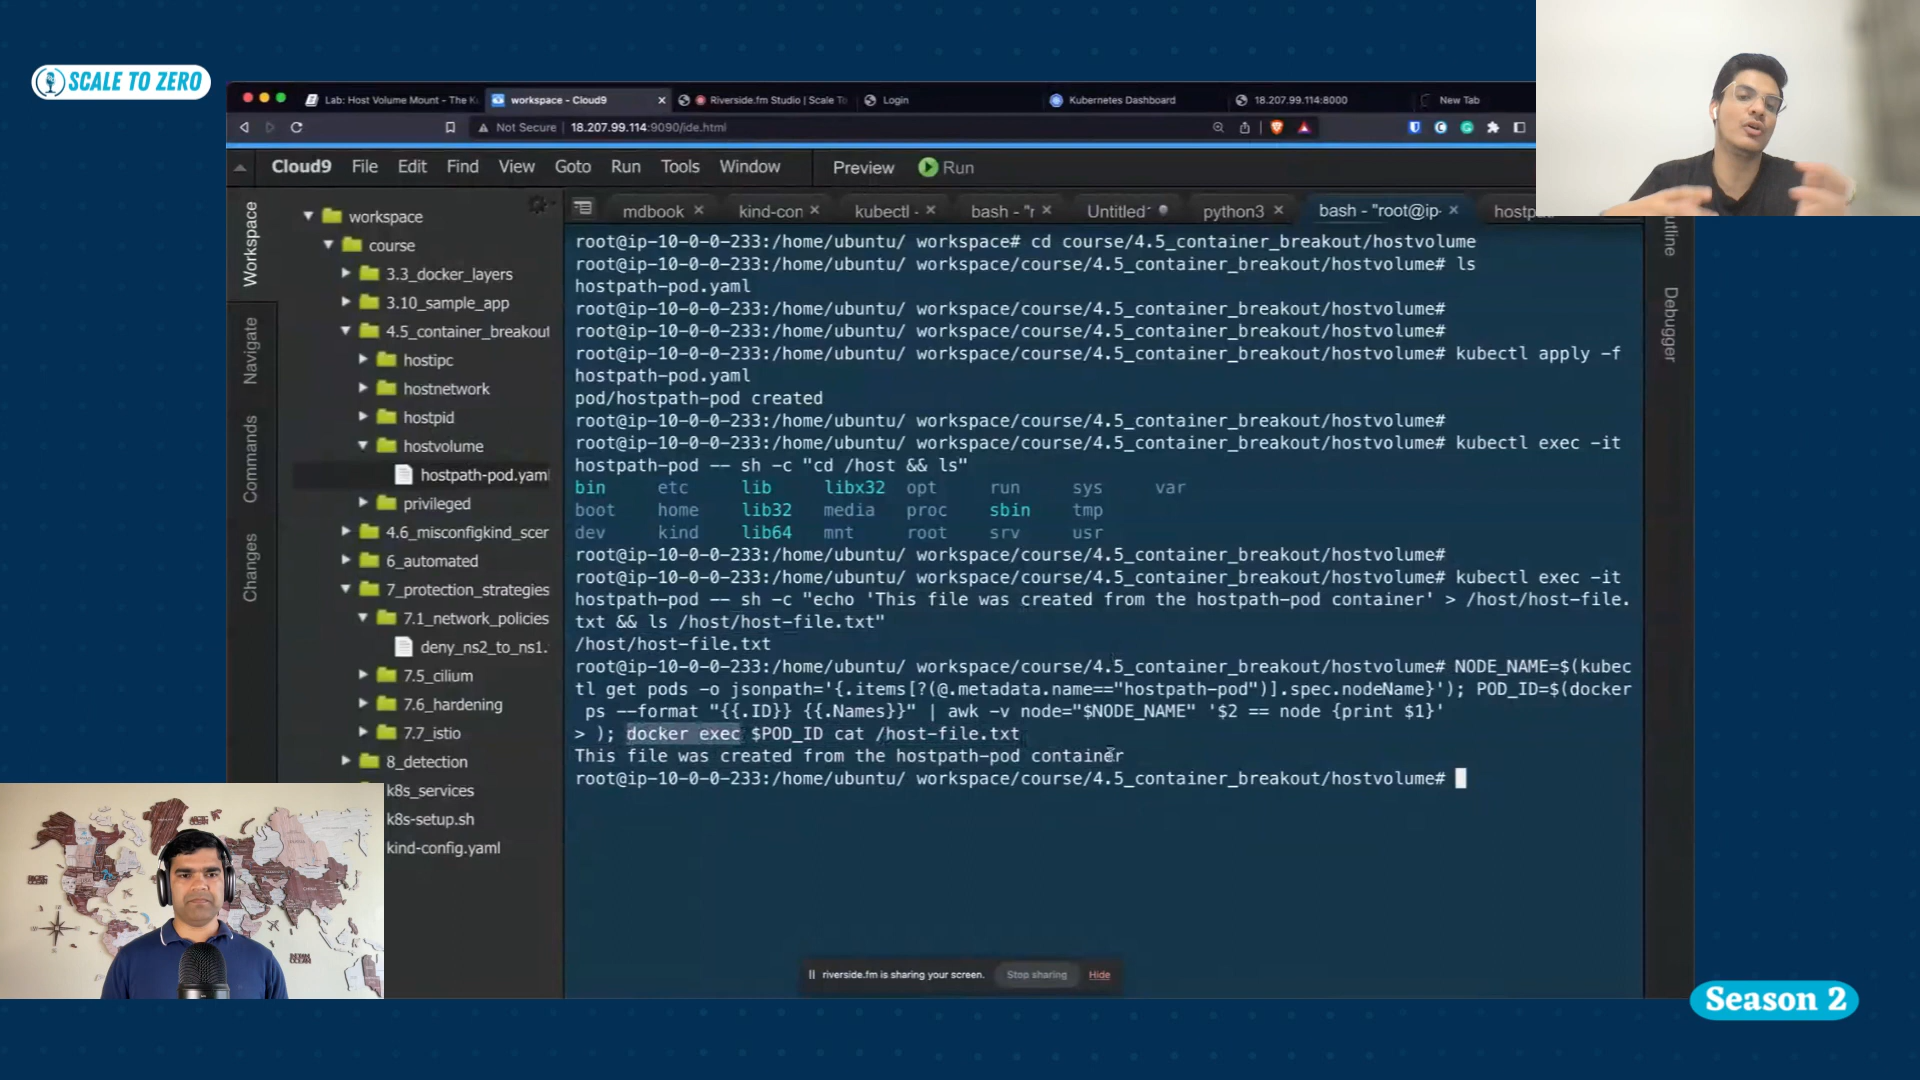 SCALE TO ZERO
Lab: Host Volume Mount - The K
workspace - Cloud9
Riverside.fm Studio | Scale To
Login
Kubernetes Dashboard
18.207.99.114:8000
New Tab
Not Secure
18.207.99.114:9090/ide.html
Cloud9
File
Edit
Find
View
Goto
Run
Tools
Window
Preview
Run
Workspace
Navigate
Commands
Changes
workspace
course
3.3_docker_layers
3.10_sample_app
4.5_container_breakout
hostipc
hostnetwork
hostpid
hostvolume
hostpath-pod.yaml
privileged
4.6_misconfigkind_scer
6_automated
7_protection_strategies
7.1_network_policies
deny_ns2_to_ns1.
7.5_cilium
7.6_hardening
7.7_istio
8_detection
k8s_services
k8s-setup.sh
kind-config.yaml
mdbook
kind-con
kubectl -
bash - "r
Untitled
python3
bash - "root@ip-
hostp
root@ip-10-0-0-233:/home/ubuntu/ workspace# cd course/4.5_container_breakout/hostvolume
root@ip-10-0-0-233:/home/ubuntu/ workspace/course/4.5_container_breakout/hostvolume# ls
hostpath-pod.yaml
root@ip-10-0-0-233:/home/ubuntu/ workspace/course/4.5_container_breakout/hostvolume#
root@ip-10-0-0-233:/home/ubuntu/ workspace/course/4.5_container_breakout/hostvolume#
root@ip-10-0-0-233:/home/ubuntu/ workspace/course/4.5_container_breakout/hostvolume# kubectl apply -f
hostpath-pod.yaml
pod/hostpath-pod created
root@ip-10-0-0-233:/home/ubuntu/ workspace/course/4.5_container_breakout/hostvolume#
root@ip-10-0-0-233:/home/ubuntu/ workspace/course/4.5_container_breakout/hostvolume# kubectl exec -it
hostpath-pod -- sh -c "cd /host && ls"
bin etc lib libx32 opt run sys var
boot home lib32 media proc sbin tmp
dev kind lib64 mnt root srv usr
root@ip-10-0-0-233:/home/ubuntu/ workspace/course/4.5_container_breakout/hostvolume#
root@ip-10-0-0-233:/home/ubuntu/ workspace/course/4.5_container_breakout/hostvolume# kubectl exec -it
hostpath-pod -- sh -c "echo 'This file was created from the hostpath-pod container' > /host/host-file.
txt && ls /host/host-file.txt"
/host/host-file.txt
root@ip-10-0-0-233:/home/ubuntu/ workspace/course/4.5_container_breakout/hostvolume# NODE_NAME=$(kubec
tl get pods -o jsonpath='{.items[?(@.metadata.name=="hostpath-pod")].spec.nodeName}'); POD_ID=$(docker
ps --format "{{.ID}} {{.Names}}" | awk -v node="$NODE_NAME" '$2 == node {print $1}'
> ); docker exec $POD_ID cat /host-file.txt
This file was created from the hostpath-pod container
root@ip-10-0-0-233:/home/ubuntu/ workspace/course/4.5_container_breakout/hostvolume#
utline
Debugger
riverside.fm is sharing your screen.
Stop sharing
Hide
Season 2